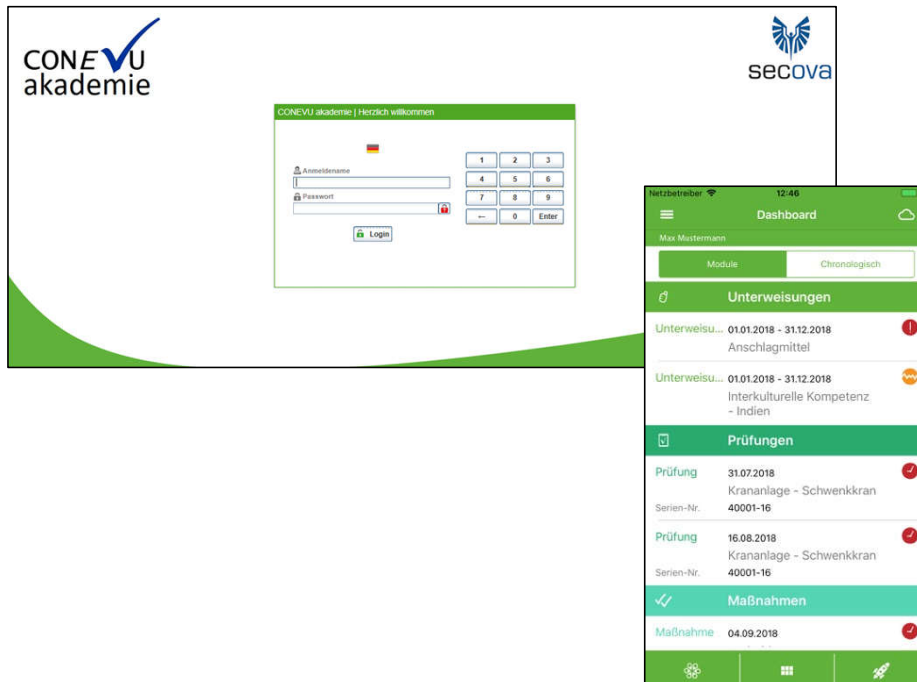 CONEVU
akademie
secova
CONEVU akademie | Herzlich willkommen
Anmeldename
Passwort
Login
1 2 3
4 5 6
7 8 9
← 0 Enter
Netzbetreiber 12:46
Dashboard
Max Mustermann
Module Chronologisch
Unterweisungen
Unterweisu... 01.01.2018 - 31.12.2018
Anschlagmittel
Unterweisu... 01.01.2018 - 31.12.2018
Interkulturelle Kompetenz
- Indien
Prüfungen
Prüfung 31.07.2018
Krananlage - Schwenkkran
Serien-Nr. 40001-16
Prüfung 16.08.2018
Krananlage - Schwenkkran
Serien-Nr. 40001-16
Maßnahmen
Maßnahme 04.09.2018